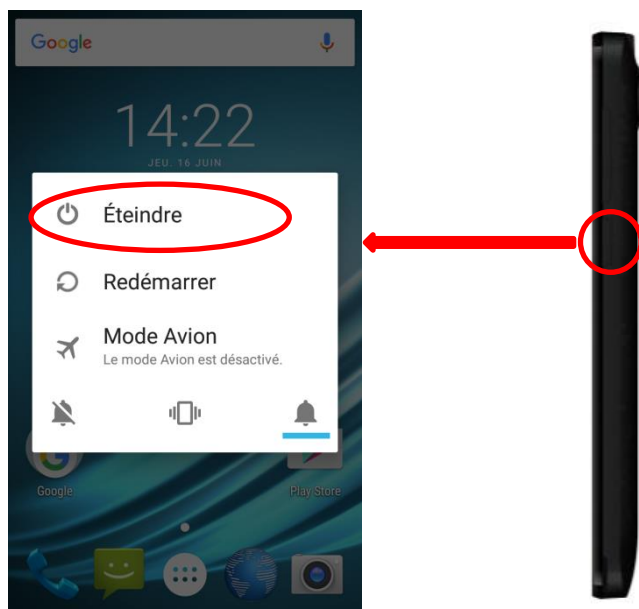 Google
14:22
JEU. 16 JUIN
Éteindre
Redémarrer
Mode Avion
Le mode Avion est désactivé.
Google
Play Store